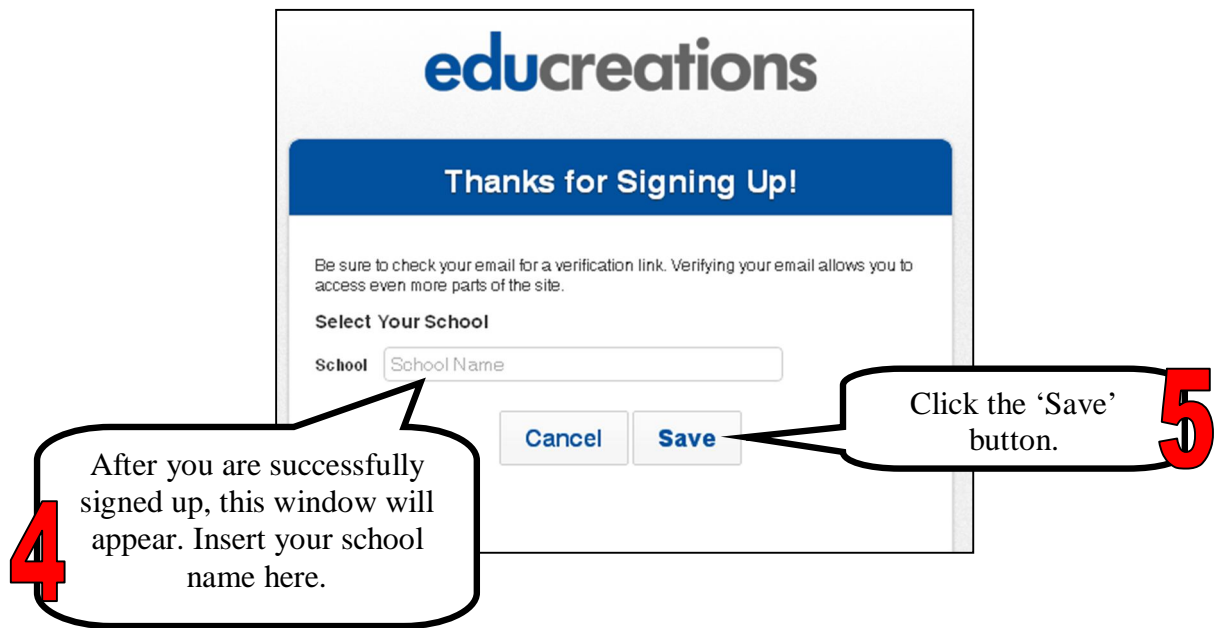 educreations
Thanks for Signing Up!
Be sure to check your email for a verification link. Verifying your email allows you to
access even more parts of the site.
Select Your School
School School Name
Cancel Save
4
After you are successfully
signed up, this window will
appear. Insert your school
name here.
5
Click the ‘Save’
button.